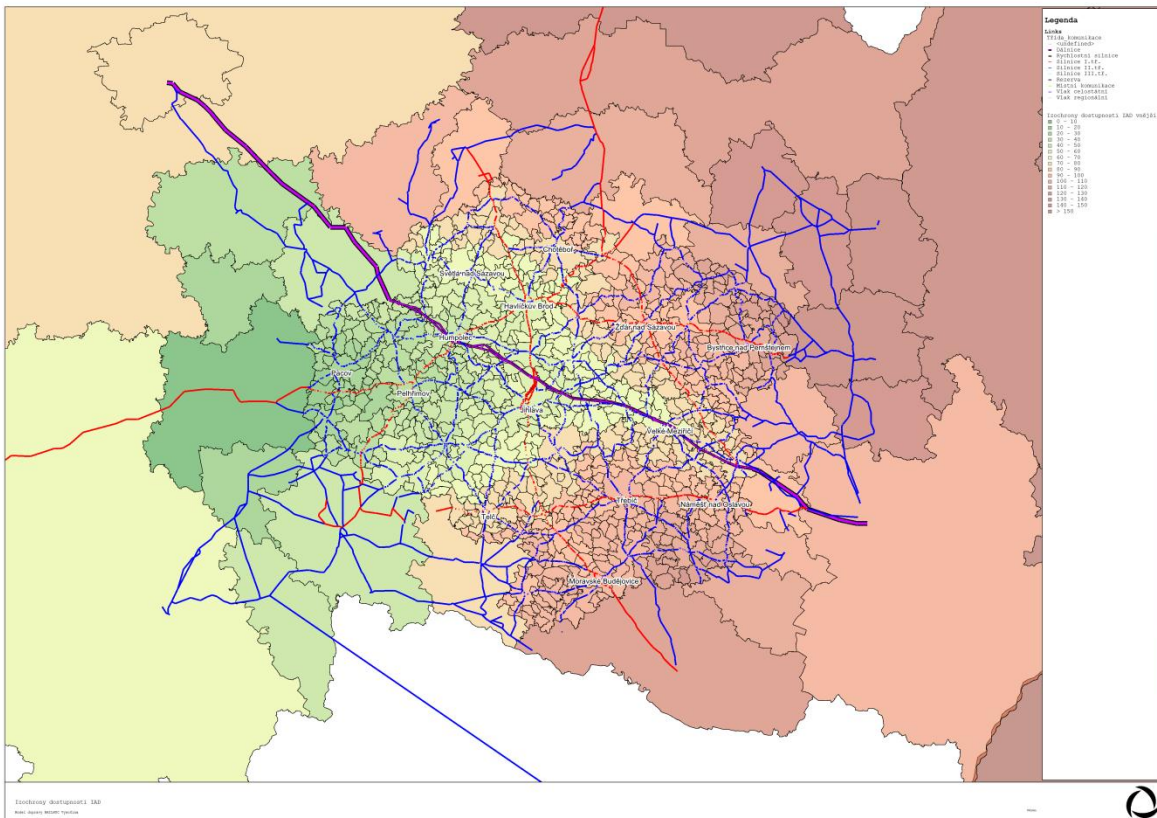 Legenda
Links
Třída_komunikace
<undefined>
Dálnice
Rychlostní silnice
Silnice I.tř.
Silnice II.tř.
Silnice III.tř.
Rezerva
Místní komunikace
Vlak celostátní
Vlak regionální
Izochrony dostupnosti IAD vnější
0 - 10
10 - 20
20 - 30
30 - 40
40 - 50
50 - 60
60 - 70
70 - 80
80 - 90
90 - 100
100 - 110
110 - 120
120 - 130
130 - 140
140 - 150
> 150
Chotěboř
Světlá nad Sázavou
Havlíčkův Brod
Žďár nad Sázavou
Humpolec
Bystřice nad Pernštejnem
Pacov
Pelhřimov
Jihlava
Velké Meziříčí
Třebíč
Náměšť nad Oslavou
Telč
Moravské Budějovice
Izochrony dostupnosti IAD